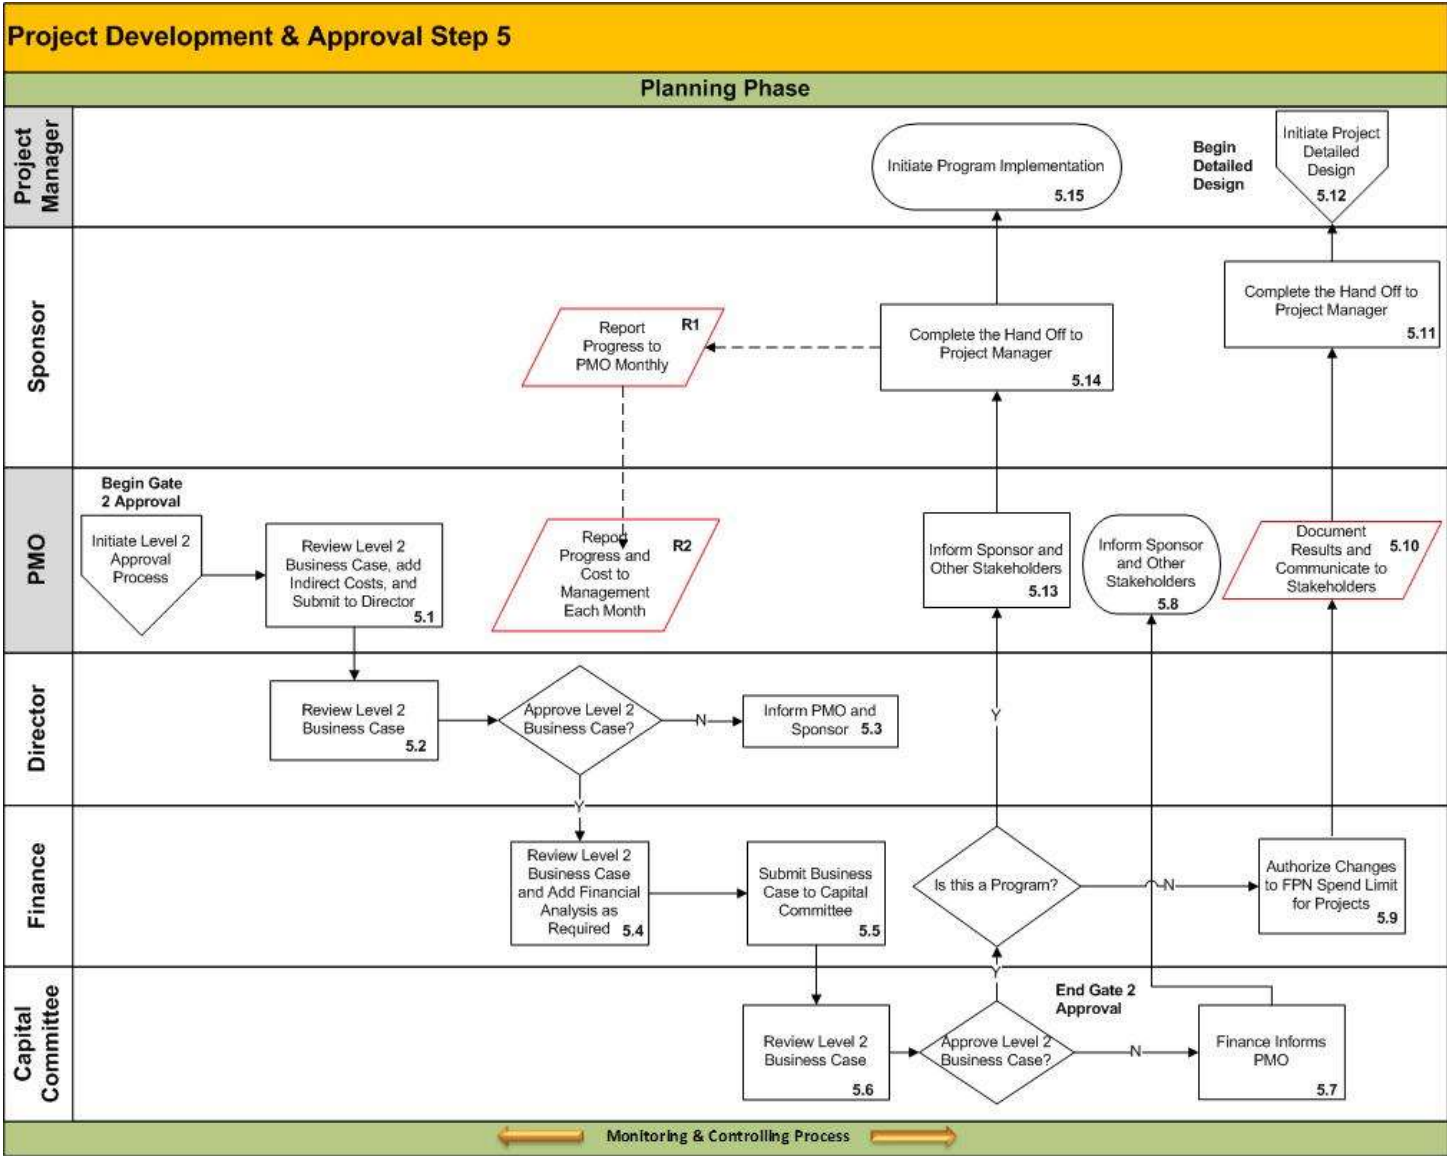 Project Development & Approval Step 5
Planning Phase
Project
Manager
Initiate Program Implementation
5.15
Begin
Detailed
Design
Initiate Project
Detailed
Design
5.12
Sponsor
Report
Progress to
PMO Monthly
R1
Complete the Hand Off to
Project Manager
5.14
Complete the Hand Off to
Project Manager
5.11
PMO
Begin Gate
2 Approval
Initiate Level 2
Approval
Process
Review Level 2
Business Case, add
Indirect Costs, and
Submit to Director
5.1
Report
Progress and
Cost to
Management
Each Month
R2
Inform Sponsor and
Other Stakeholders
5.13
Inform Sponsor
and Other
Stakeholders
5.8
Document
Results and
Communicate to
Stakeholders
5.10
Director
Review Level 2
Business Case
5.2
Approve Level 2
Business Case?
N
Inform PMO and
Sponsor 5.3
Y
Y
Finance
Review Level 2
Business Case
and Add Financial
Analysis as
Required 5.4
Submit Business
Case to Capital
Committee
5.5
Is this a Program?
N
Authorize Changes
to FPN Spend Limit
for Projects
5.9
Capital
Committee
Review Level 2
Business Case
5.6
Y
Approve Level 2
Business Case?
End Gate 2
Approval
N
Finance Informs
PMO
5.7
Monitoring & Controlling Process